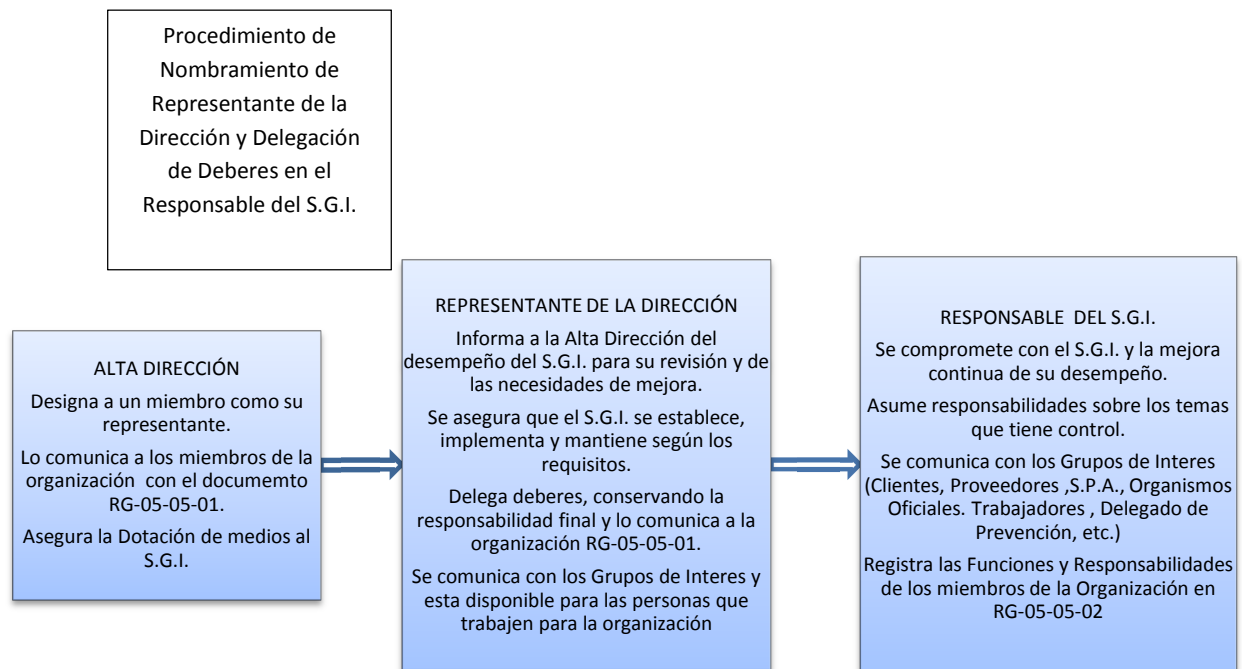 Procedimiento de
Nombramiento de
Representante de la
Dirección y Delegación
de Deberes en el
Responsable del S.G.I.
ALTA DIRECCIÓN
Designa a un miembro como su
representante.
Lo comunica a los miembros de la
organización con el documemto
RG-05-05-01.
Asegura la Dotación de medios al
S.G.I.
REPRESENTANTE DE LA DIRECCIÓN
Informa a la Alta Dirección del
desempeño del S.G.I. para su revisión y de
las necesidades de mejora.
Se asegura que el S.G.I. se establece,
implementa y mantiene según los
requisitos.
Delega deberes, conservando la
responsabilidad final y lo comunica a la
organización RG-05-05-01.
Se comunica con los Grupos de Interes y
esta disponible para las personas que
trabajen para la organización
RESPONSABLE DEL S.G.I.
Se compromete con el S.G.I. y la mejora
continua de su desempeño.
Asume responsabilidades sobre los temas
que tiene control.
Se comunica con los Grupos de Interes
(Clientes, Proveedores ,S.P.A., Organismos
Oficiales. Trabajadores , Delegado de
Prevención, etc.)
Registra las Funciones y Responsabilidades
de los miembros de la Organización en
RG-05-05-02